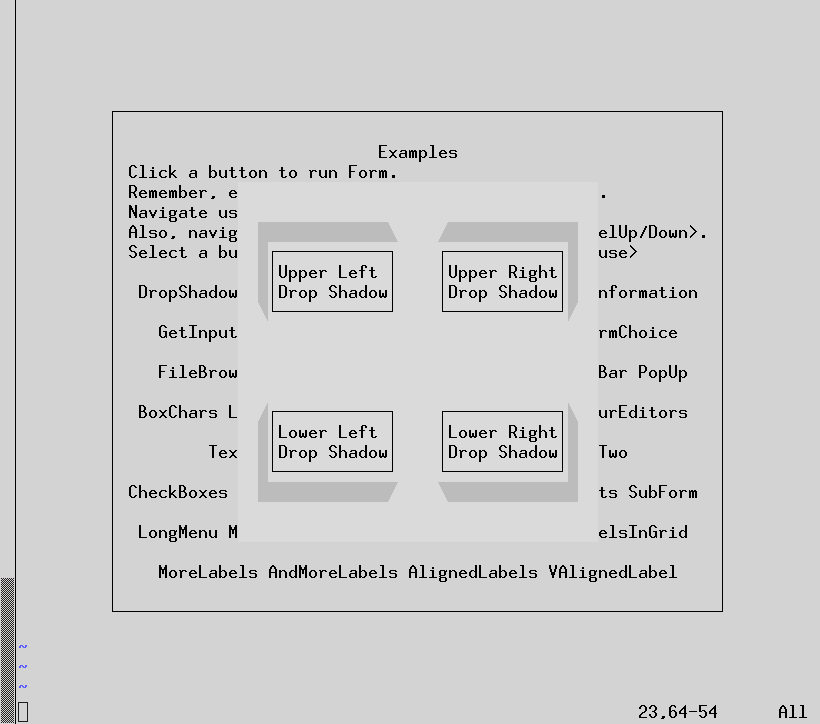 Examples
Click a button to run Form.
Remember, e .
Navigate us
Also, navig elUp/Down>.
Select a bu use>
Upper Left Upper Right
Drop Shadow Drop Shadow
DropShadow nformation
GetInput rmChoice
FileBrow Bar PopUp
BoxChars L urEditors
Lower Left Lower Right
Drop Shadow Drop Shadow
Tex Two
CheckBoxes ts SubForm
LongMenu M elsInGrid
MoreLabels AndMoreLabels AlignedLabels VAlignedLabel
~
~
~
23,64-54 All